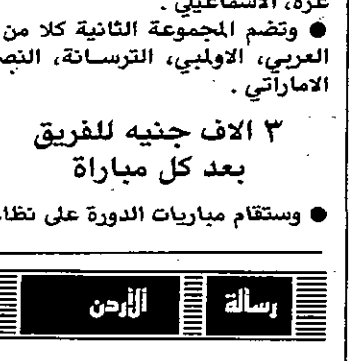 غزة، الاسماعيلي .
● وتضم المجموعة الثانية كلا من
العربي، الاولمبي، الترسانة، النصر
الاماراتي .
٣ الاف جنيه للفريق
بعد كل مباراة
● وستقام مباريات الدورة على نظا
رسالة الأردن